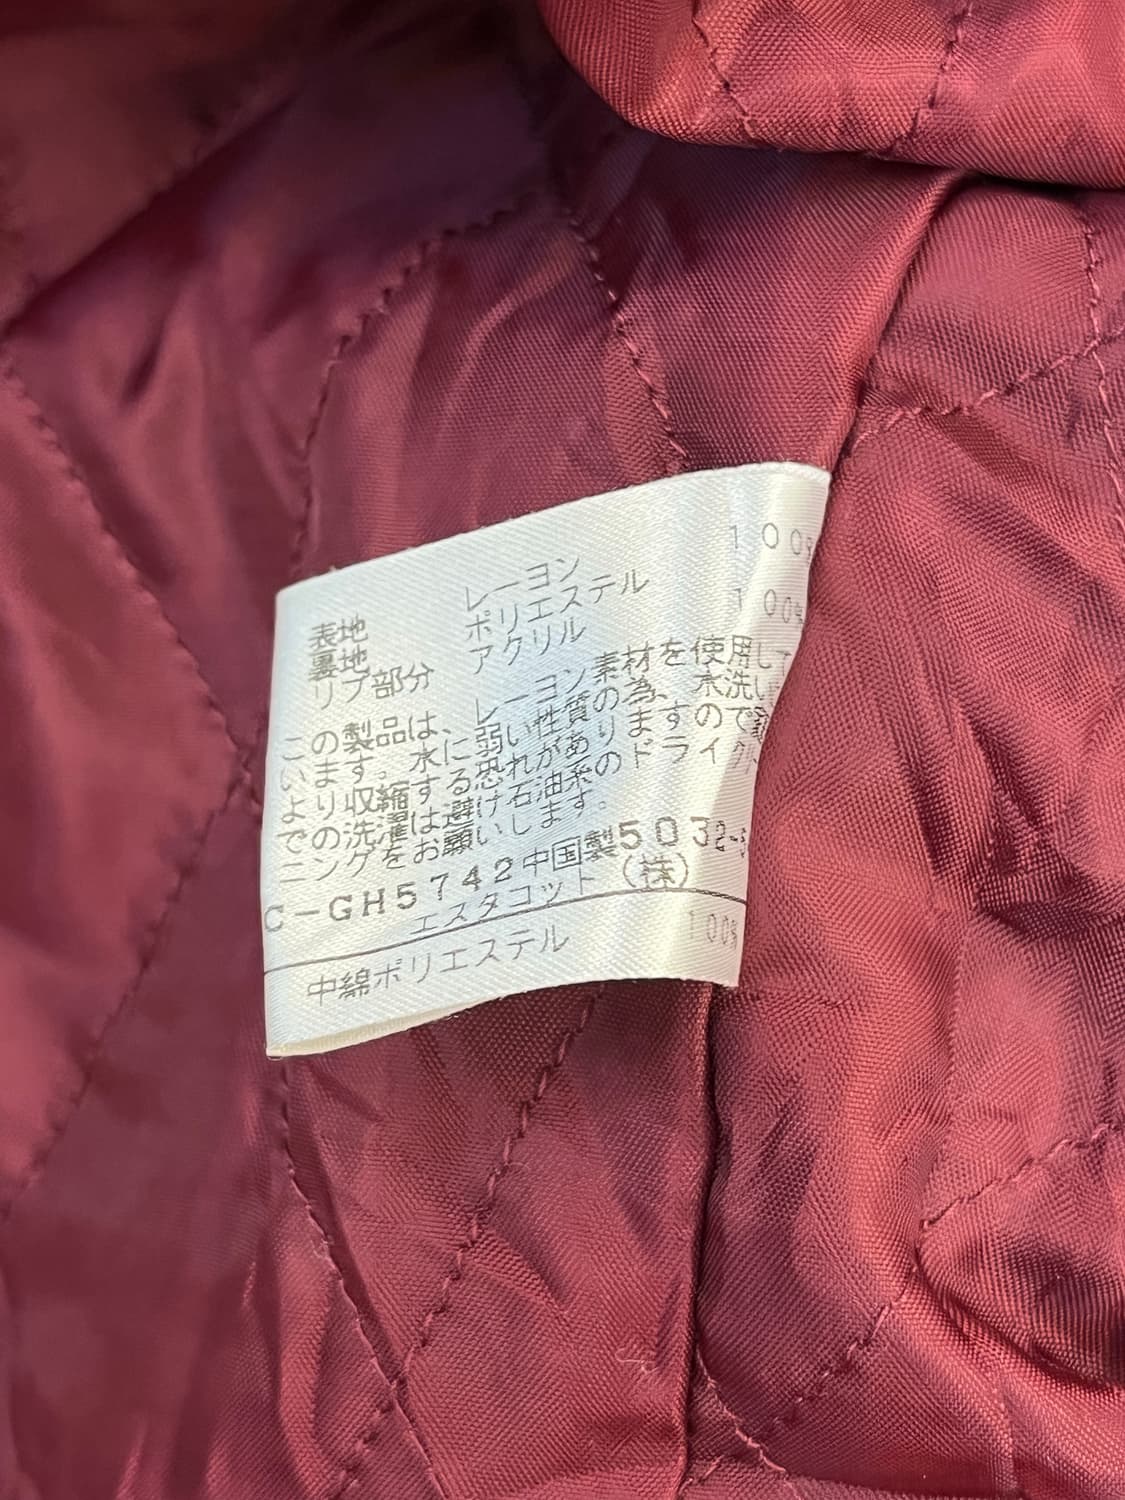 表地 レーヨン 100%
裏地 ポリエステル 100%
リブ部分 アクリル
この製品は、レーヨン素材を使用して
います。水に弱い性質の為、水洗い
より収縮する恐れがありますので
での洗濯は避け石油系のドライク
ニングをお願いします。
C-GH5742中国製5032-
エスタコット(株)
中綿ポリエステル 100%